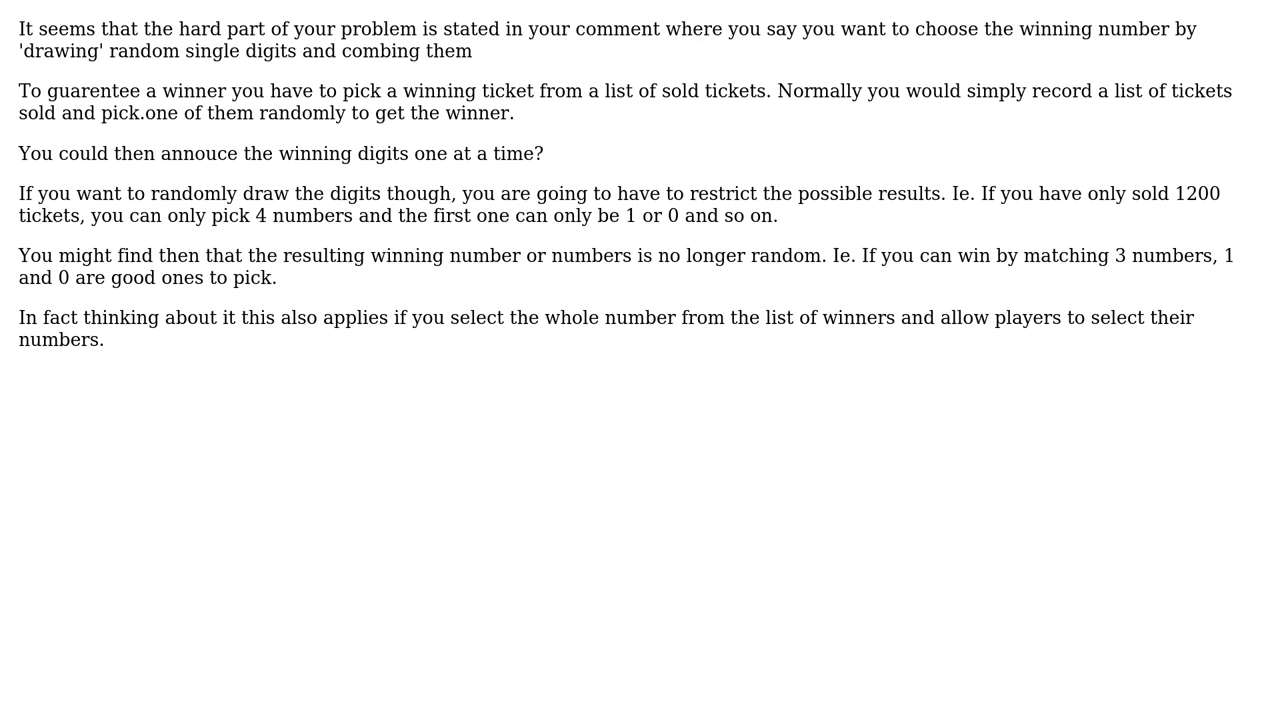 It seems that the hard part of your problem is stated in your comment where you say you want to choose the winning number by
'drawing' random single digits and combing them
To guarentee a winner you have to pick a winning ticket from a list of sold tickets. Normally you would simply record a list of tickets
sold and pick.one of them randomly to get the winner.
You could then annouce the winning digits one at a time?
If you want to randomly draw the digits though, you are going to have to restrict the possible results. Ie. If you have only sold 1200
tickets, you can only pick 4 numbers and the first one can only be 1 or 0 and so on.
You might find then that the resulting winning number or numbers is no longer random. Ie. If you can win by matching 3 numbers, 1
and 0 are good ones to pick.
In fact thinking about it this also applies if you select the whole number from the list of winners and allow players to select their
numbers.